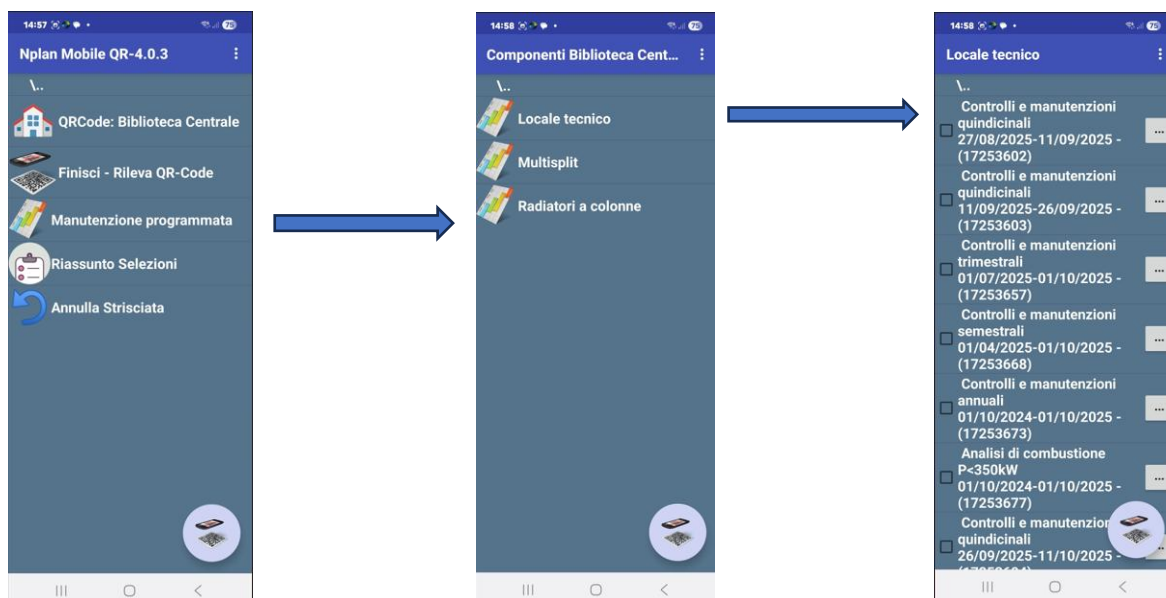 14:57
75
Nplan Mobile QR-4.0.3
\..
QRCode: Biblioteca Centrale
Finisci - Rileva QR-Code
Manutenzione programmata
Riassunto Selezioni
Annulla Strisciata
14:58
75
Componenti Biblioteca Cent...
\..
Locale tecnico
Multisplit
Radiatori a colonne
14:58
75
Locale tecnico
\..
Controlli e manutenzioni
quindicinali
27/08/2025-11/09/2025 -
(17253602)
...
Controlli e manutenzioni
quindicinali
11/09/2025-26/09/2025 -
(17253603)
...
Controlli e manutenzioni
trimestrali
01/07/2025-01/10/2025 -
(17253657)
...
Controlli e manutenzioni
semestrali
01/04/2025-01/10/2025 -
(17253668)
...
Controlli e manutenzioni
annuali
01/10/2024-01/10/2025 -
(17253673)
...
Analisi di combustione
P<350kW
01/10/2024-01/10/2025 -
(17253677)
...
Controlli e manutenzion
quindicinali
26/09/2025-11/10/2025 -